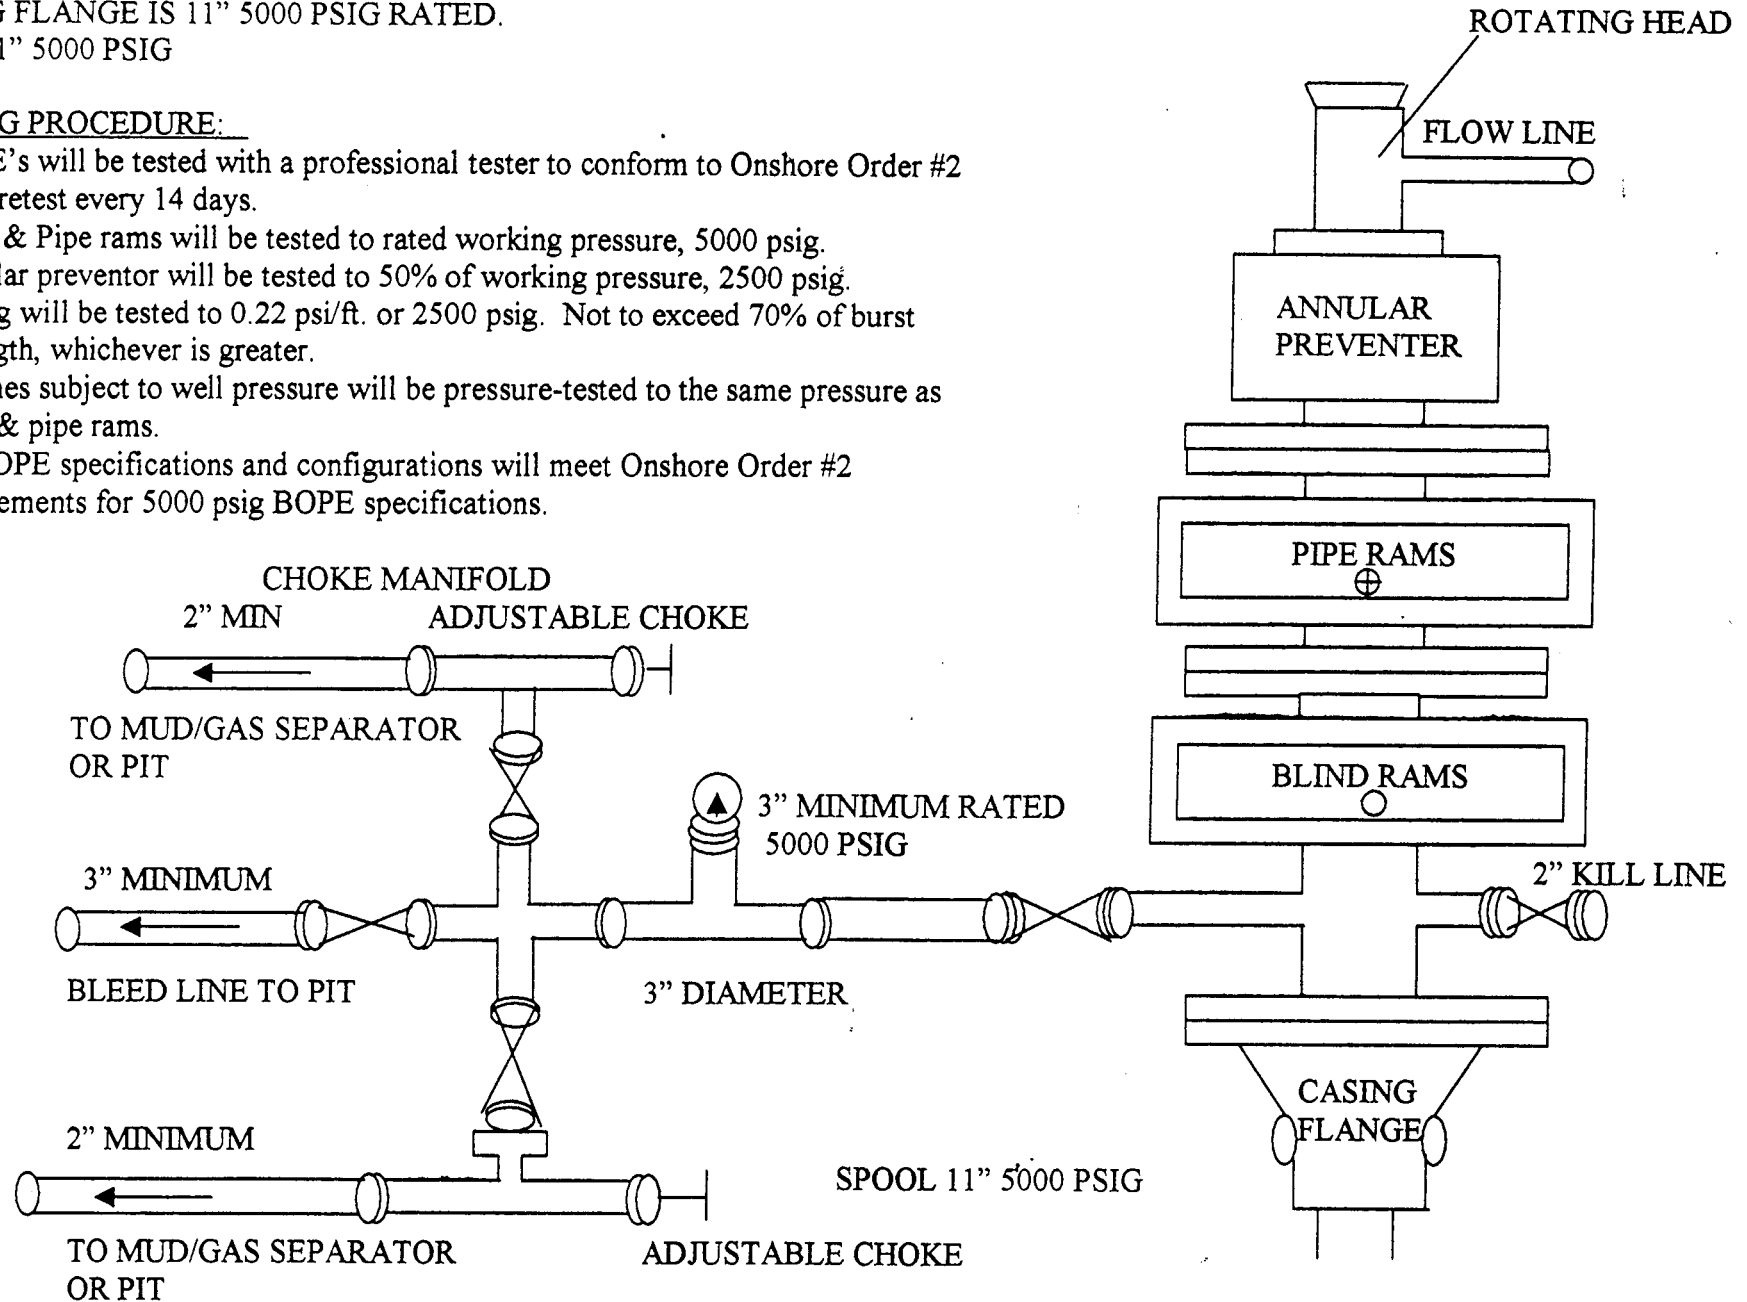 FLANGE IS 11” 5000 PSIG RATED.
1” 5000 PSIG
G PROCEDURE:
E’s will be tested with a professional tester to conform to Onshore Order #2
retest every 14 days.
& Pipe rams will be tested to rated working pressure, 5000 psig.
lar preventor will be tested to 50% of working pressure, 2500 psig.
g will be tested to 0.22 psi/ft. or 2500 psig. Not to exceed 70% of burst
gth, whichever is greater.
nes subject to well pressure will be pressure-tested to the same pressure as
& pipe rams.
OPE specifications and configurations will meet Onshore Order #2
ements for 5000 psig BOPE specifications.
ROTATING HEAD
FLOW LINE
ANNULAR
PREVENTER
PIPE RAMS
BLIND RAMS
2” KILL LINE
CASING
FLANGE
CHOKE MANIFOLD
2” MIN
ADJUSTABLE CHOKE
TO MUD/GAS SEPARATOR
OR PIT
3” MINIMUM RATED
5000 PSIG
3” MINIMUM
BLEED LINE TO PIT
3” DIAMETER
2” MINIMUM
SPOOL 11” 5000 PSIG
TO MUD/GAS SEPARATOR
OR PIT
ADJUSTABLE CHOKE